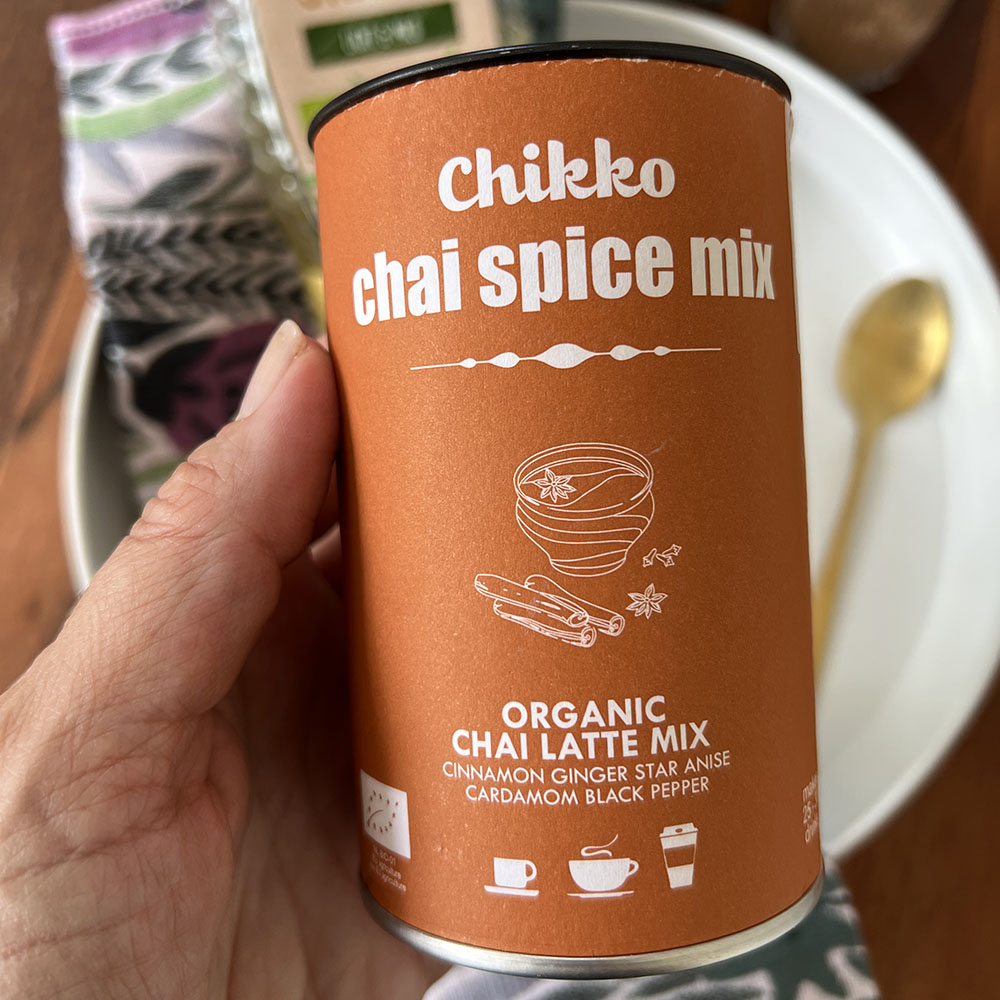 Chikko
chai spice mix
ORGANIC
CHAI LATTE MIX
CINNAMON GINGER STAR ANISE
CARDAMOM BLACK PEPPER